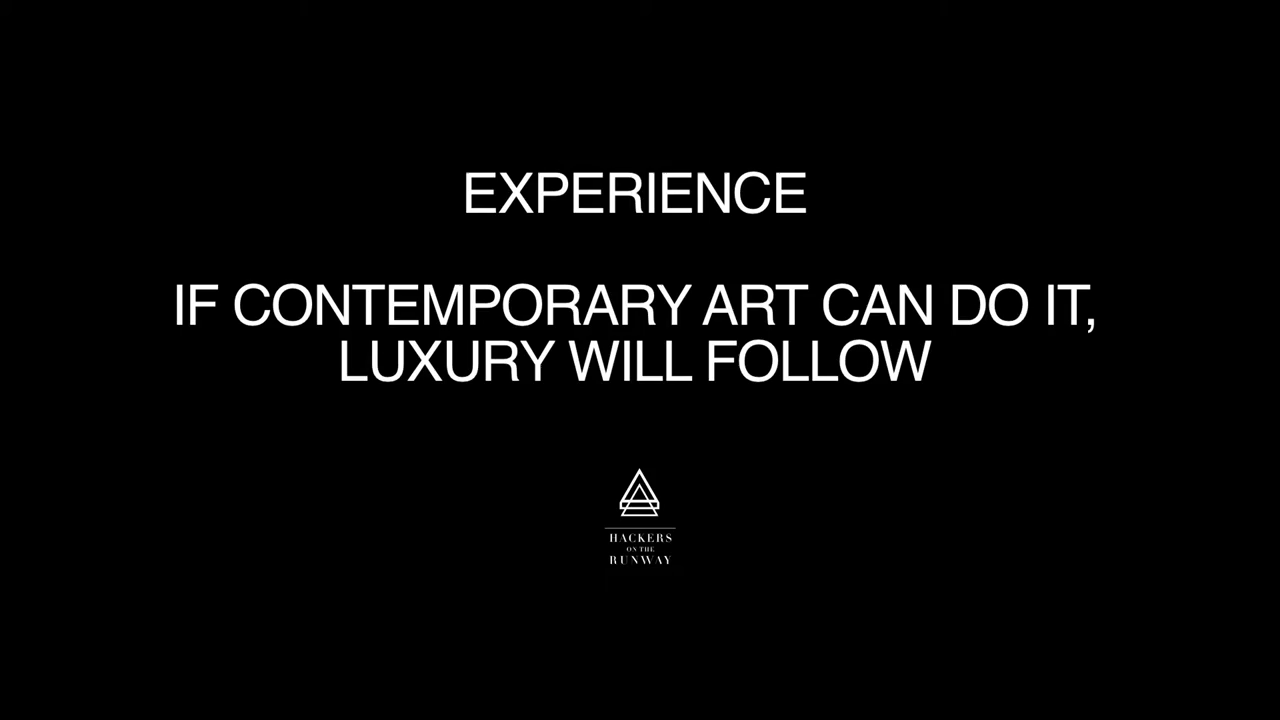 EXPERIENCE
IF CONTEMPORARY ART CAN DO IT,
LUXURY WILL FOLLOW
HACKERS
ON THE
RUNWAY